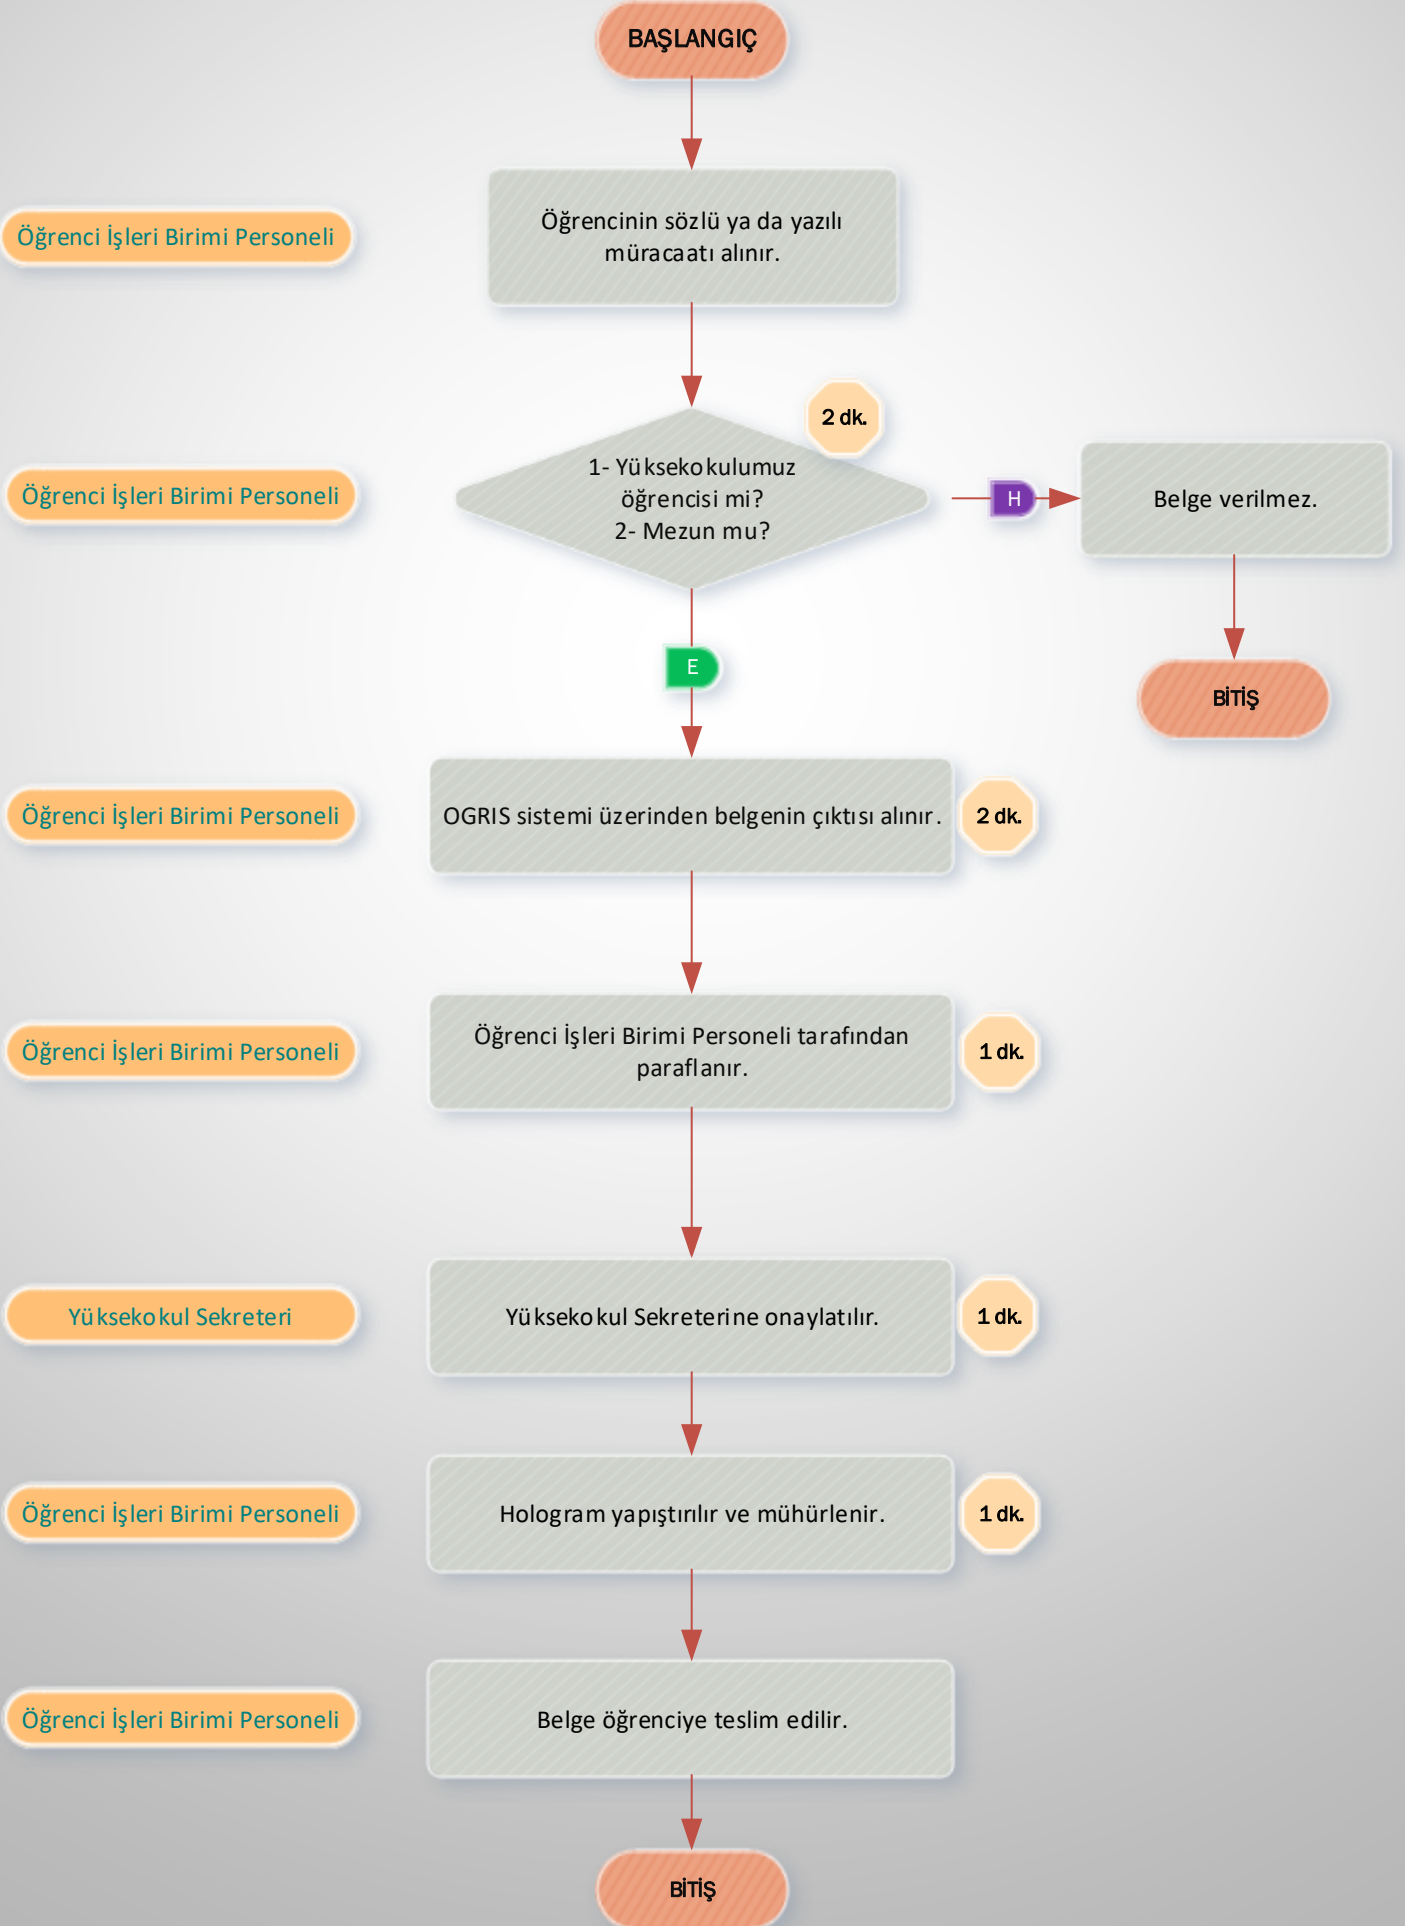 BAŞLANGIÇ
Öğrenci İşleri Birimi Personeli
Öğrencinin sözlü ya da yazılı
müracaatı alınır.
2 dk.
Öğrenci İşleri Birimi Personeli
1- Yüksekokulumuz
öğrencisi mi?
2- Mezun mu?
H
Belge verilmez.
E
BİTİŞ
Öğrenci İşleri Birimi Personeli
OGRIS sistemi üzerinden belgenin çıktısı alınır.
2 dk.
Öğrenci İşleri Birimi Personeli
Öğrenci İşleri Birimi Personeli tarafından
paraflanır.
1 dk.
Yüksekokul Sekreteri
Yüksekokul Sekreterine onaylatılır.
1 dk.
Öğrenci İşleri Birimi Personeli
Hologram yapıştırılır ve mühürlenir.
1 dk.
Öğrenci İşleri Birimi Personeli
Belge öğrenciye teslim edilir.
BİTİŞ